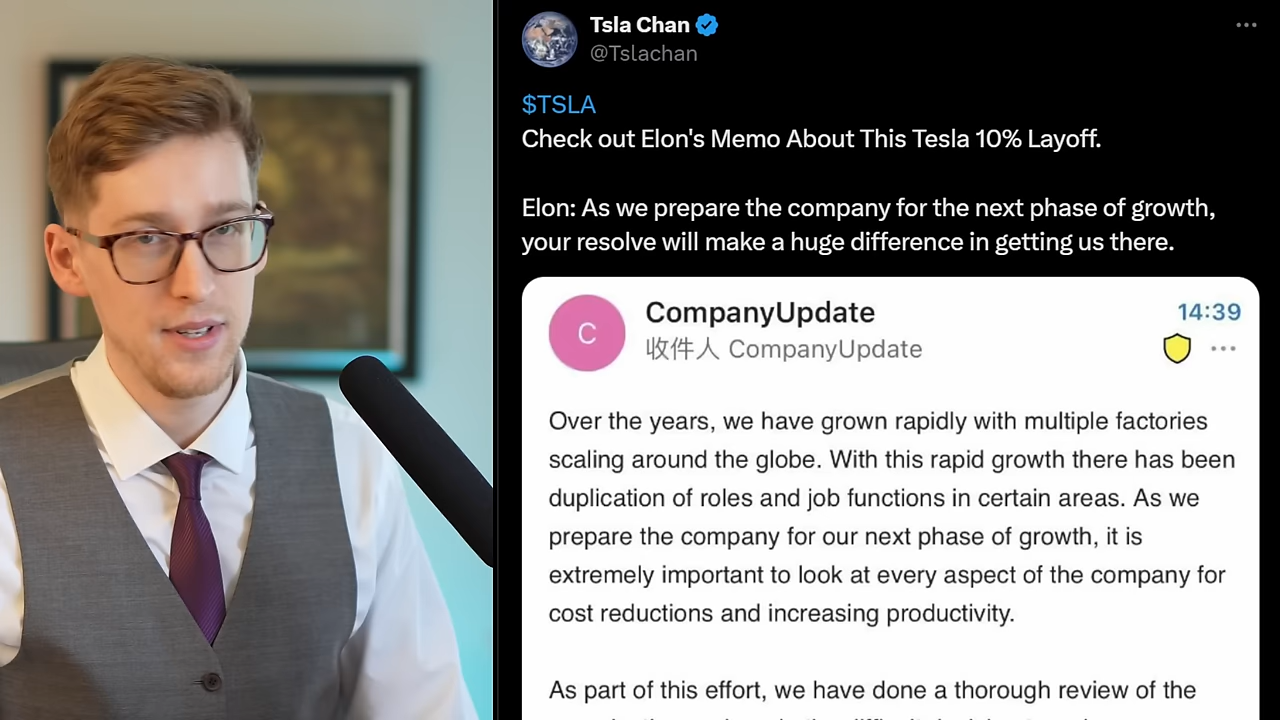 Tsla Chan
@Tslachan
$TSLA
Check out Elon's Memo About This Tesla 10% Layoff.
Elon: As we prepare the company for the next phase of growth,
your resolve will make a huge difference in getting us there.
C
CompanyUpdate
14:39
收件人 CompanyUpdate
Over the years, we have grown rapidly with multiple factories
scaling around the globe. With this rapid growth there has been
duplication of roles and job functions in certain areas. As we
prepare the company for our next phase of growth, it is
extremely important to look at every aspect of the company for
cost reductions and increasing productivity.
As part of this effort, we have done a thorough review of the